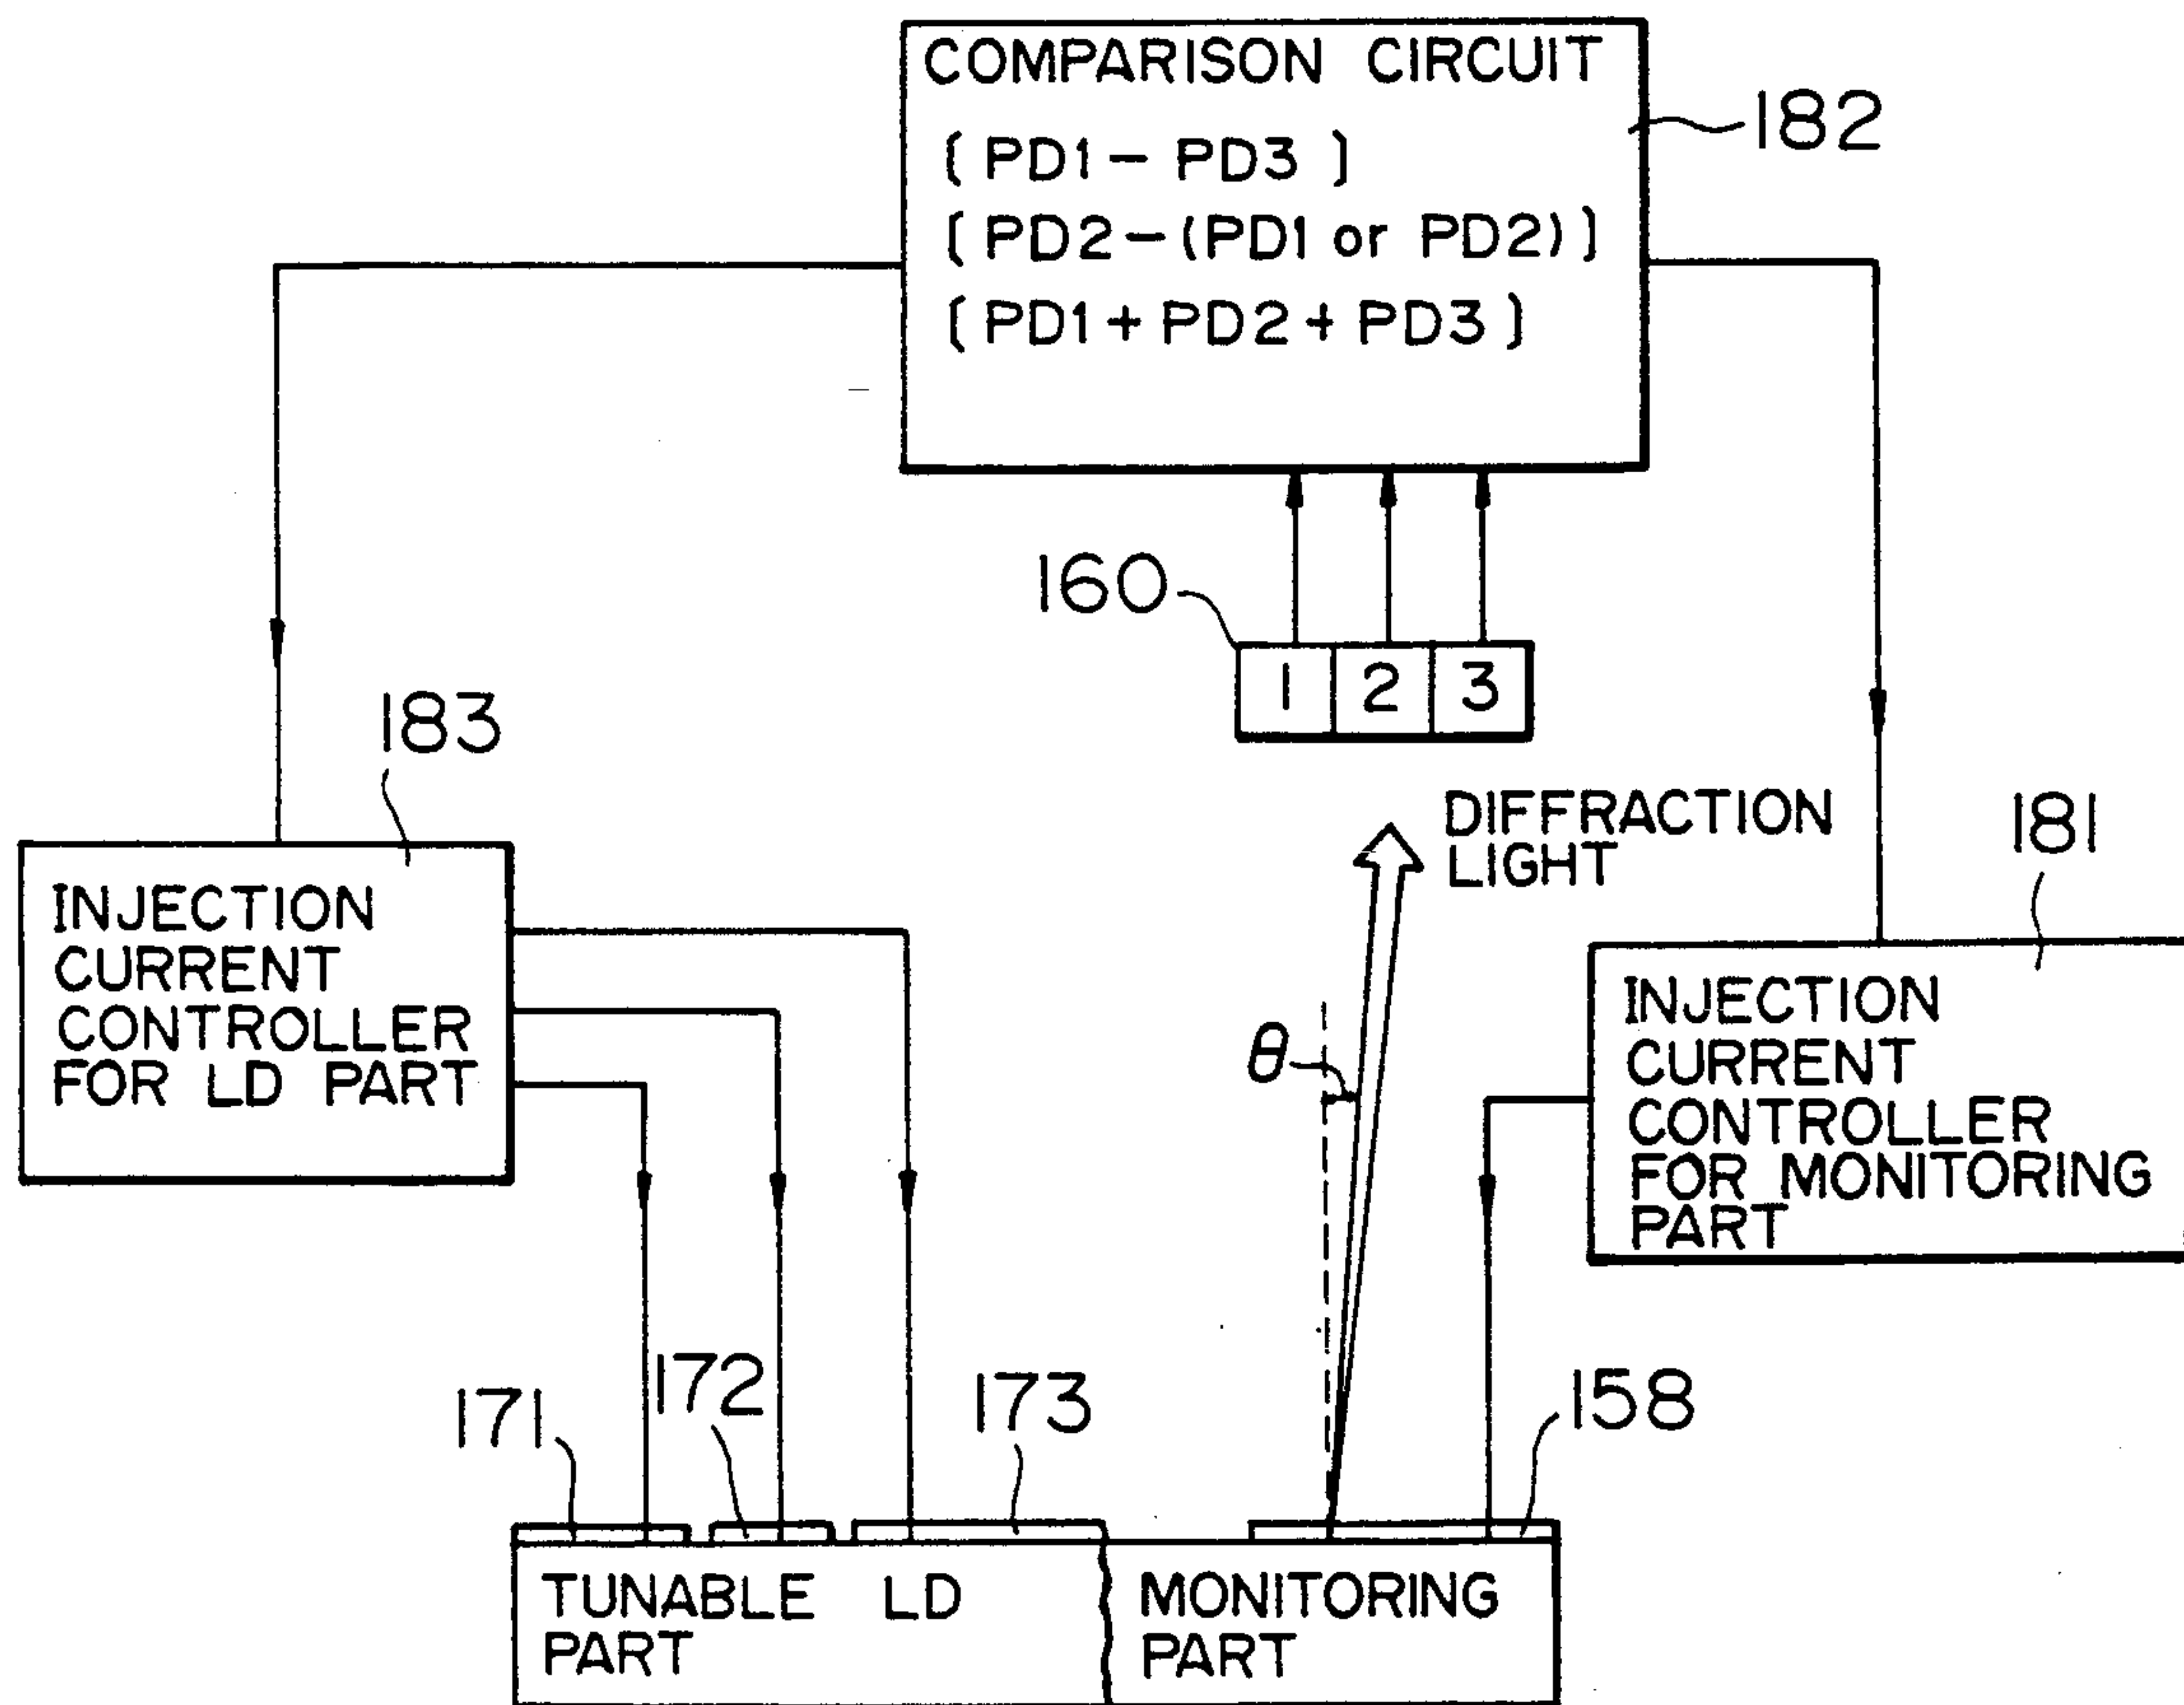 COMPARISON CIRCUIT
[ PD1 - PD3 ]
[ PD2 - (PD1 or PD2) ]
[ PD1 + PD2 + PD3 ]
182
160
1 2 3
183
DIFFRACTION
LIGHT
181
INJECTION
CURRENT
CONTROLLER
FOR LD PART
θ
INJECTION
CURRENT
CONTROLLER
FOR MONITORING
PART
171
172
173
158
TUNABLE LD
PART
MONITORING
PART